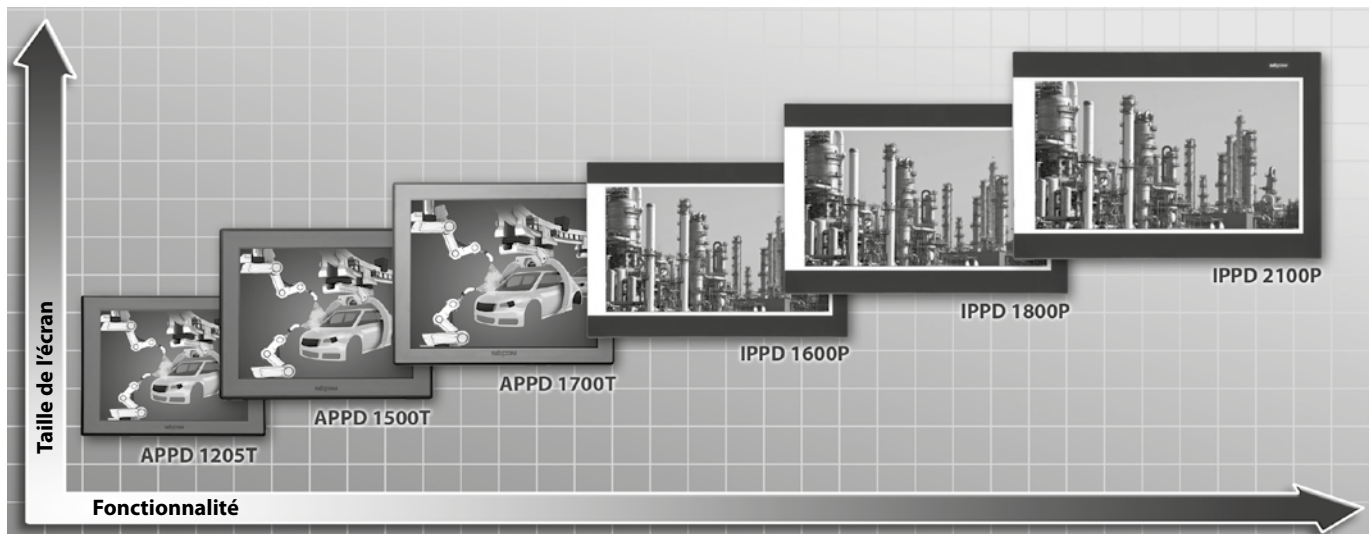 IPPD 2100P
IPPD 1800P
IPPD 1600P
APPD 1700T
APPD 1500T
APPD 1205T
Taille de l'écran
Fonctionnalité